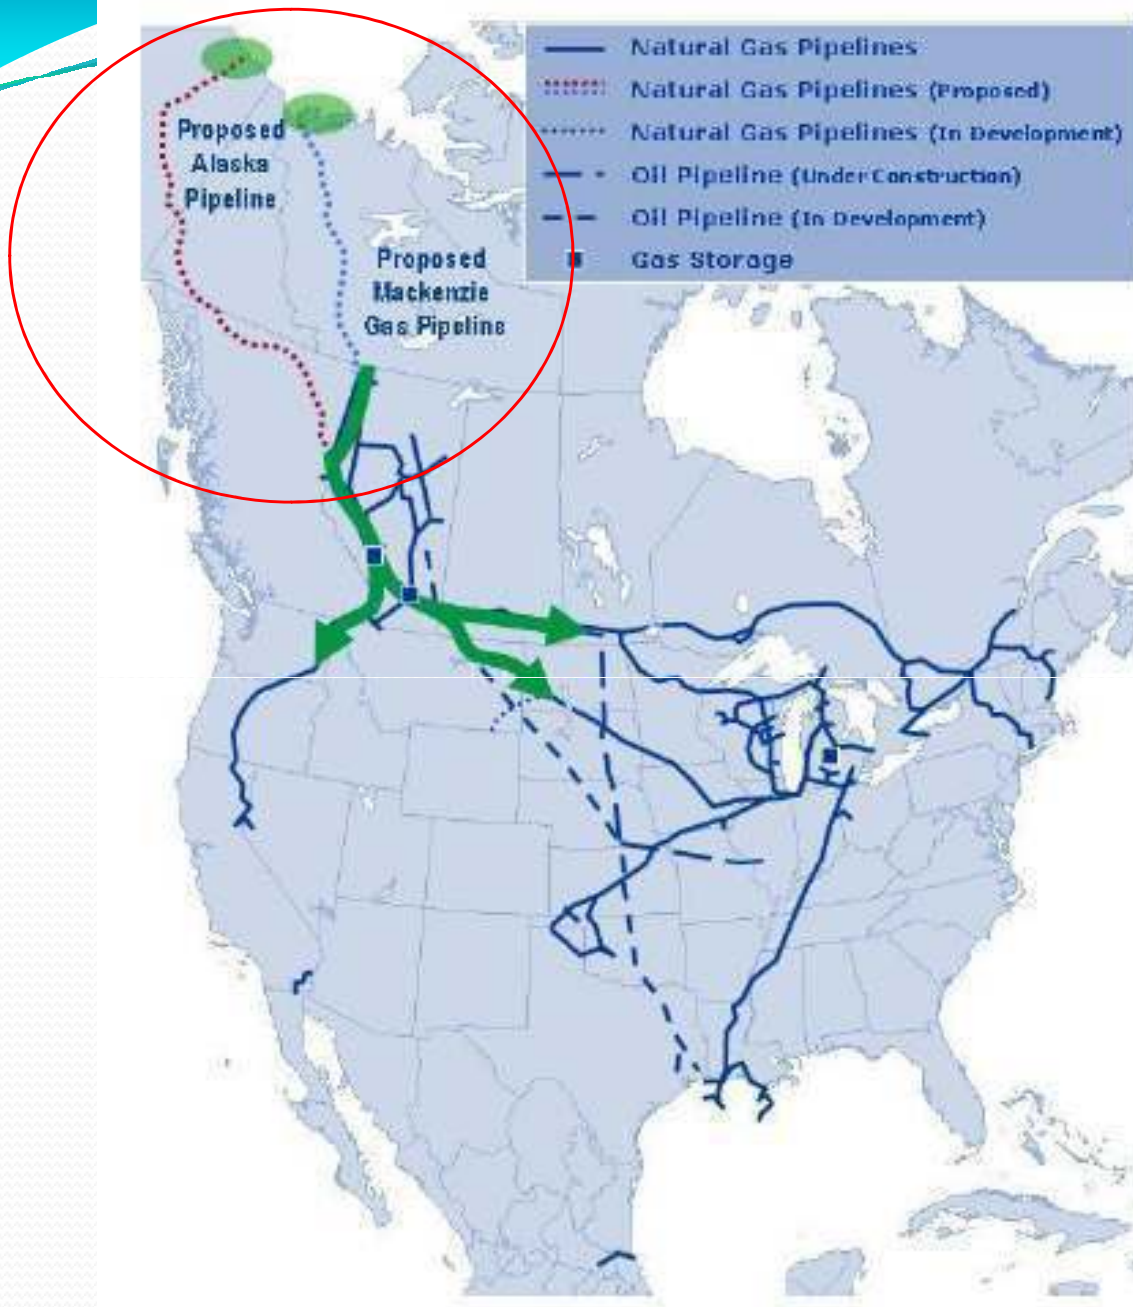 Natural Gas Pipelines
Natural Gas Pipelines (Proposed)
Natural Gas Pipelines (In Development)
Oil Pipeline (Under Construction)
Oil Pipeline (In Development)
Gas Storage
Proposed
Alaska
Pipeline
Proposed
Mackenzie
Gas Pipeline